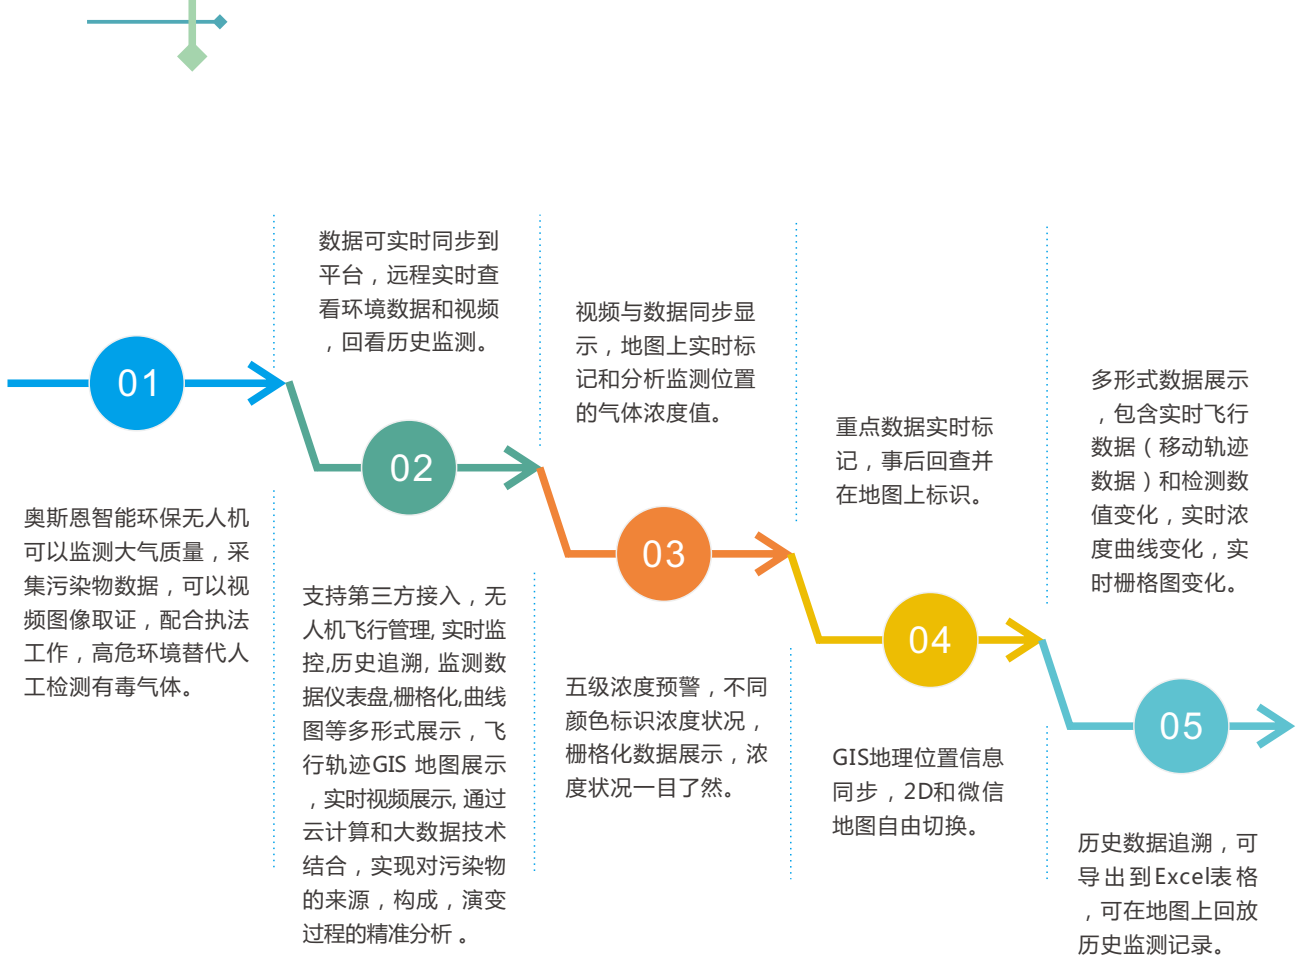 01
奥斯恩智能环保无人机
可以监测大气质量，采
集污染物数据，可以视
频图像取证，配合执法
工作，高危环境替代人
工检测有毒气体。
数据可实时同步到
平台，远程实时查
看环境数据和视频
，回看历史监测。
02
支持第三方接入，无
人机飞行管理, 实时监
控,历史追溯, 监测数
据仪表盘,栅格化,曲线
图等多形式展示，飞
行轨迹GIS 地图展示
，实时视频展示, 通过
云计算和大数据技术
结合，实现对污染物
的来源，构成，演变
过程的精准分析 。
视频与数据同步显
示，地图上实时标
记和分析监测位置
的气体浓度值。
03
五级浓度预警，不同
颜色标识浓度状况，
栅格化数据展示，浓
度状况一目了然。
重点数据实时标
记，事后回查并
在地图上标识。
04
GIS地理位置信息
同步，2D和微信
地图自由切换。
多形式数据展示
，包含实时飞行
数据（移动轨迹
数据）和检测数
值变化，实时浓
度曲线变化，实
时栅格图变化。
05
历史数据追溯，可
导出到Excel表格
，可在地图上回放
历史监测记录。